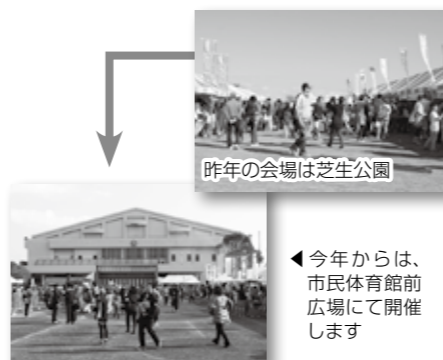 昨年の会場は芝生公園
◀今年からは、
市民体育館前
広場にて開催
します